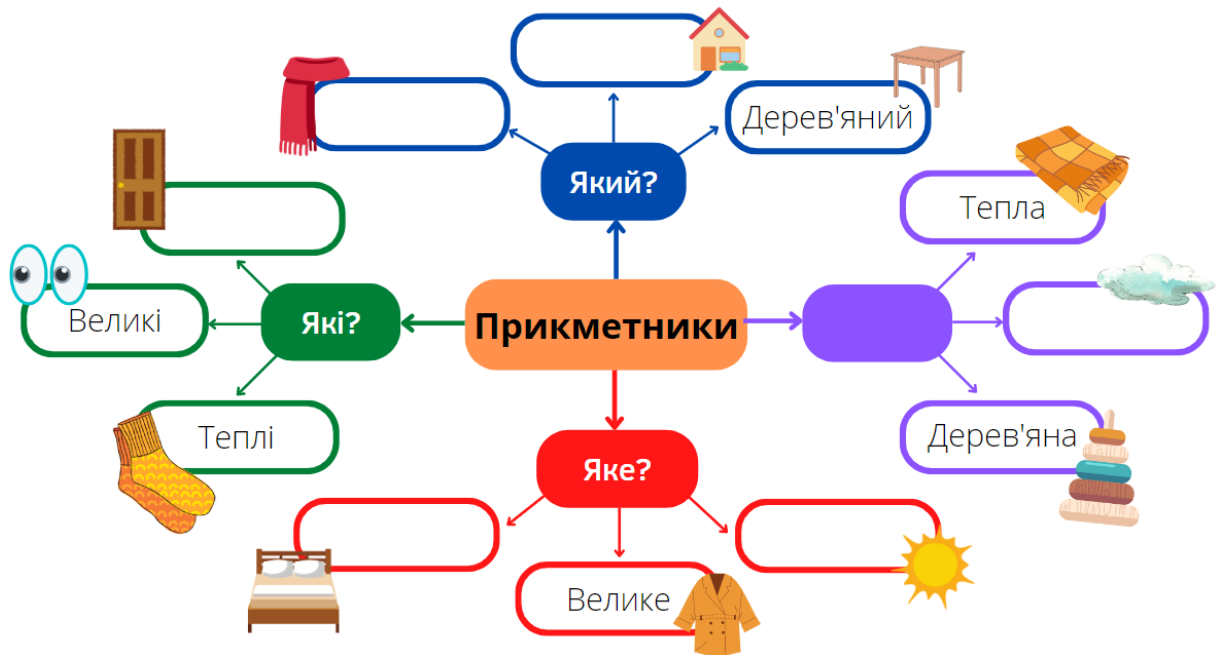 Дерев'яний
Який?
Тепла
Великі
Які?
Прикметники
Теплі
Дерев'яна
Яке?
Велике